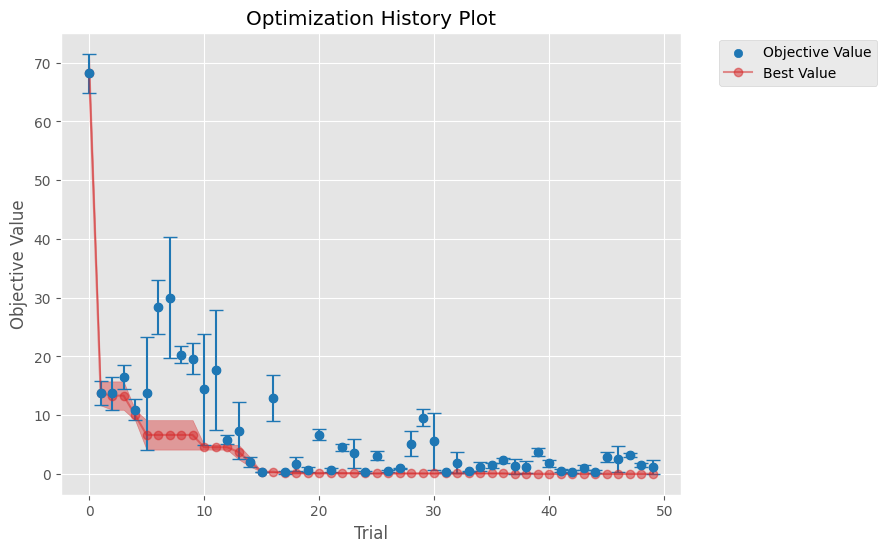 Optimization History Plot
Objective Value
Best Value
Objective Value
70
60
50
40
30
20
10
0
0 10 20 30 40 50
Trial